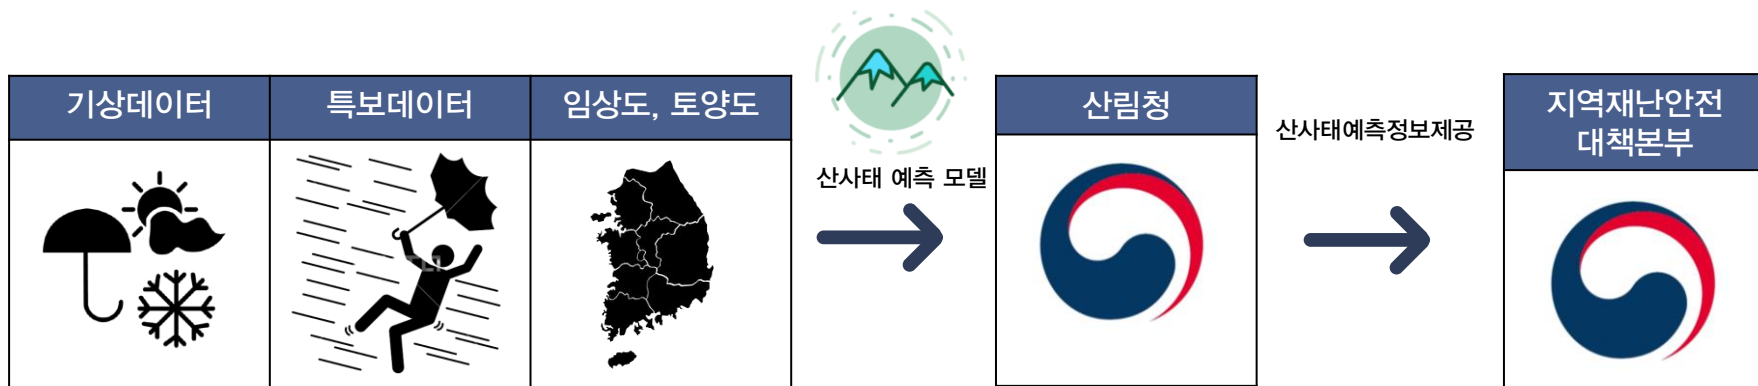 기상데이터
특보데이터
임상도, 토양도
산사태 예측 모델
산림청
산사태예측정보제공
지역재난안전
대책본부